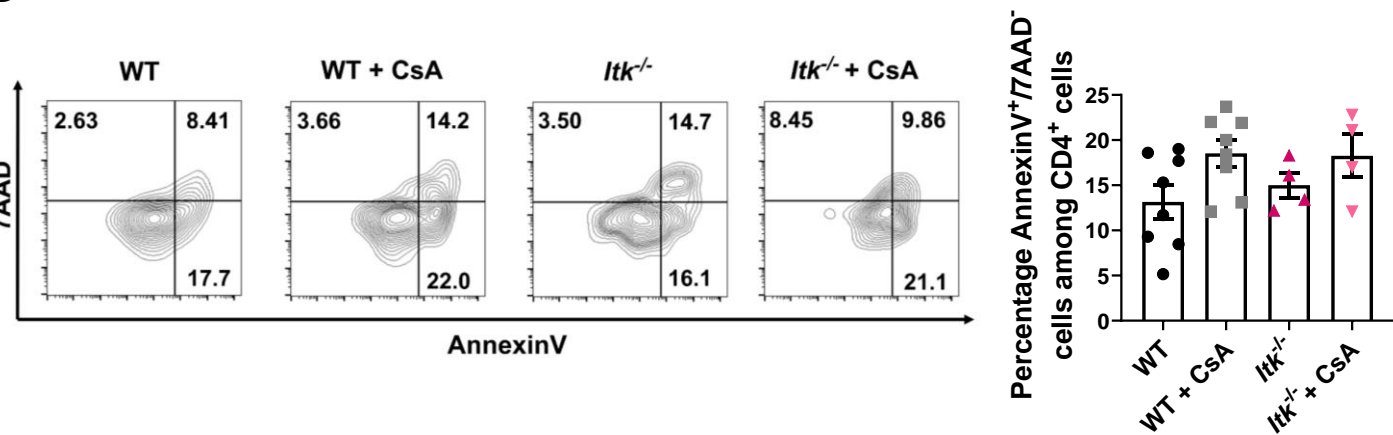 WT
WT + CsA
Itk-/-
Itk-/- + CsA
2.63 8.41
17.7
3.66 14.2
22.0
3.50 14.7
16.1
8.45 9.86
21.1
AnnexinV
Percentage AnnexinV+/7AAD-
cells among CD4+ cells
25
20
15
10
5
0
WT
WT + CsA
Itk-/-
Itk-/- + CsA